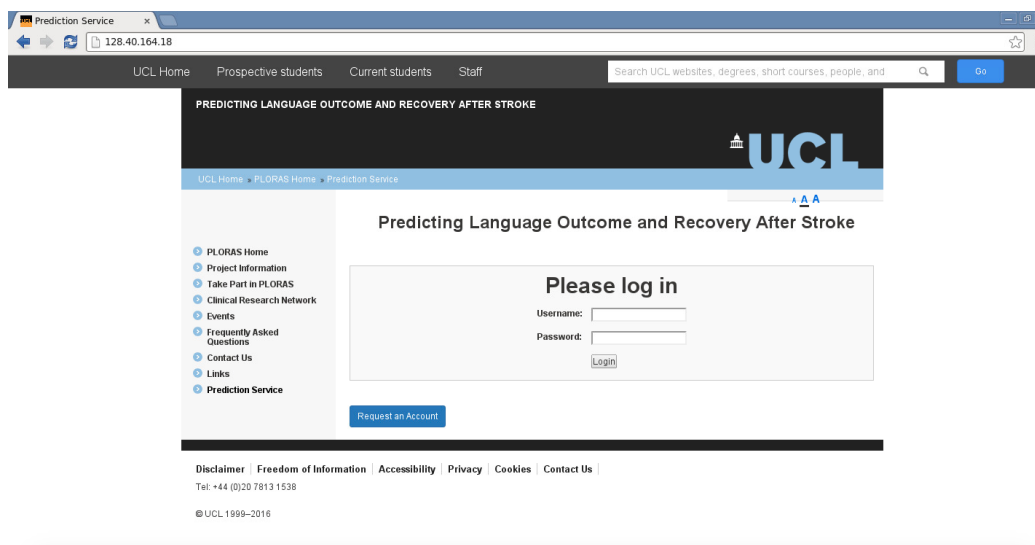 Prediction Service
128.40.164.18
UCL Home Prospective students Current students Staff Search UCL websites, degrees, short courses, people, and Go
PREDICTING LANGUAGE OUTCOME AND RECOVERY AFTER STROKE
UCL
UCL Home » PLORAS Home » Prediction Service
A A A
Predicting Language Outcome and Recovery After Stroke
PLORAS Home
Project Information
Take Part in PLORAS
Clinical Research Network
Events
Frequently Asked
Questions
Contact Us
Links
Prediction Service
Please log in
Username:
Password:
Login
Request an Account
Disclaimer | Freedom of Information | Accessibility | Privacy | Cookies | Contact Us |
Tel: +44 (0)20 7813 1538
© UCL 1999–2016